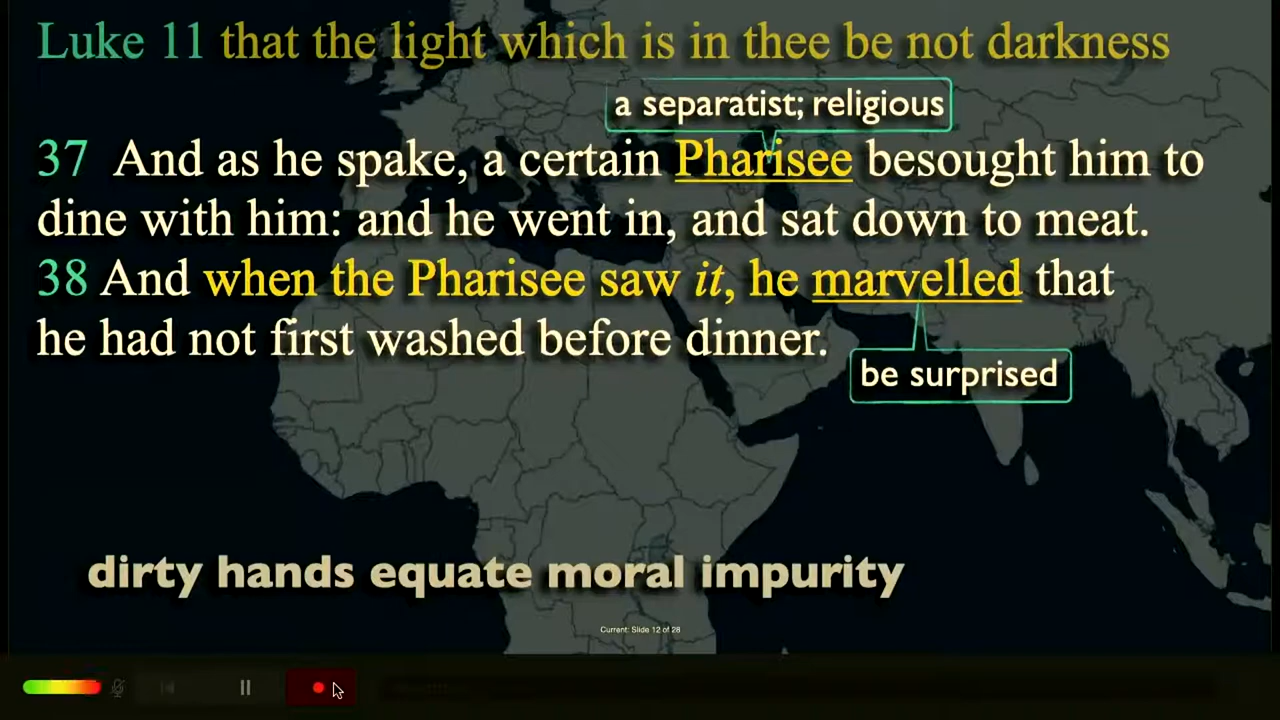 Luke 11 that the light which is in thee be not darkness
a separatist; religious
37 And as he spake, a certain Pharisee besought him to
dine with him: and he went in, and sat down to meat.
38 And when the Pharisee saw it, he marvelled that
he had not first washed before dinner.
be surprised
dirty hands equate moral impurity
Current: Slide 12 of 28